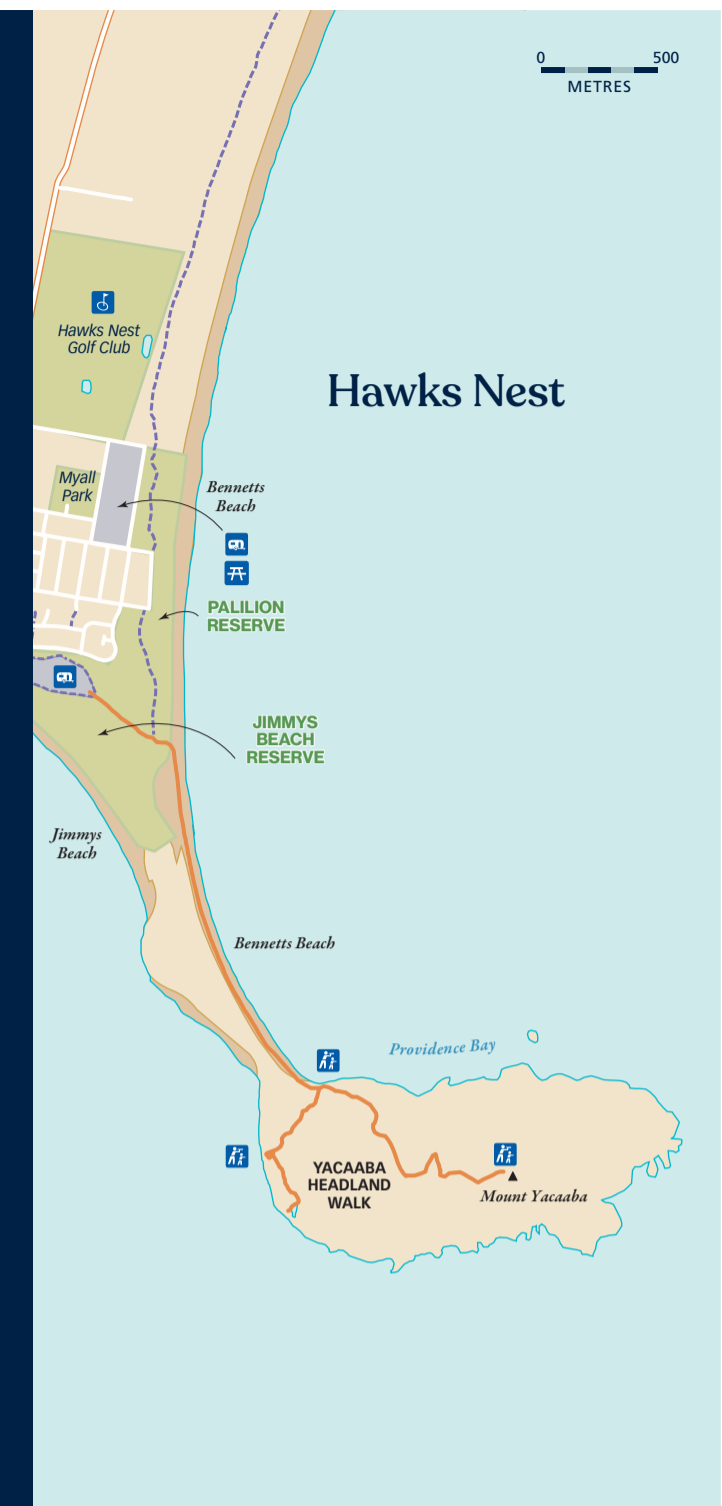 0 500
METRES
Hawks Nest
Golf Club
Hawks Nest
Myall
Park
Bennetts
Beach
PALILION
RESERVE
JIMMYS
BEACH
RESERVE
Jimmys
Beach
Bennetts Beach
Providence Bay
YACAABA
HEADLAND
WALK
Mount Yacaaba